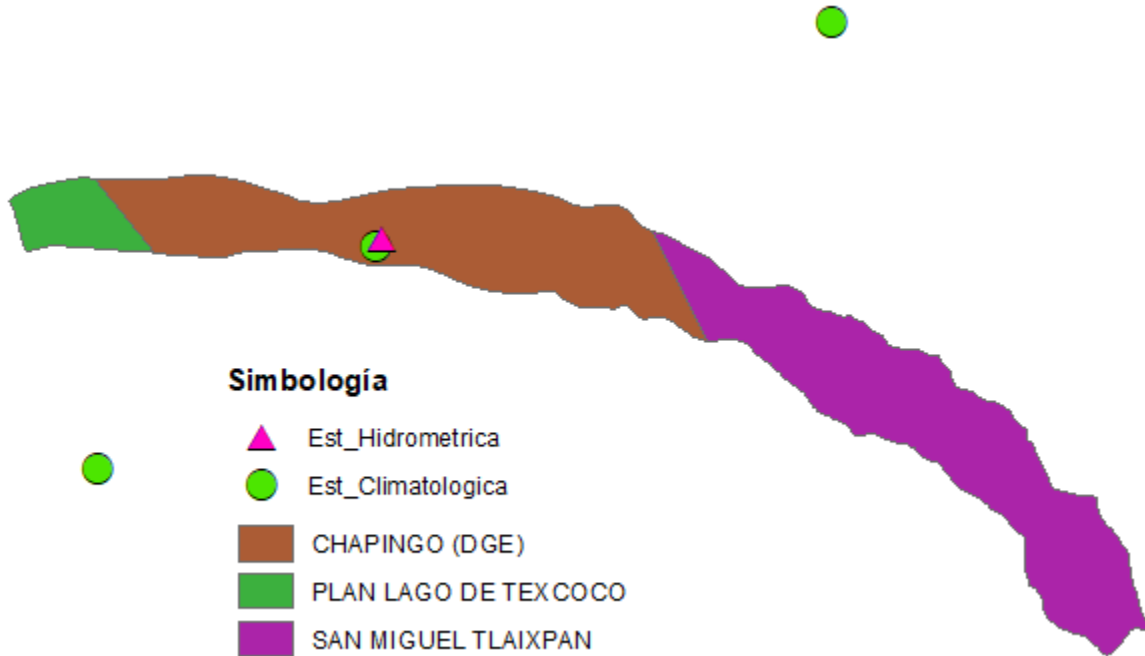 Simbología
Est_Hidrometrica
Est_Climatologica
CHAPINGO (DGE)
PLAN LAGO DE TEXCOCO
SAN MIGUEL TLAIXPAN